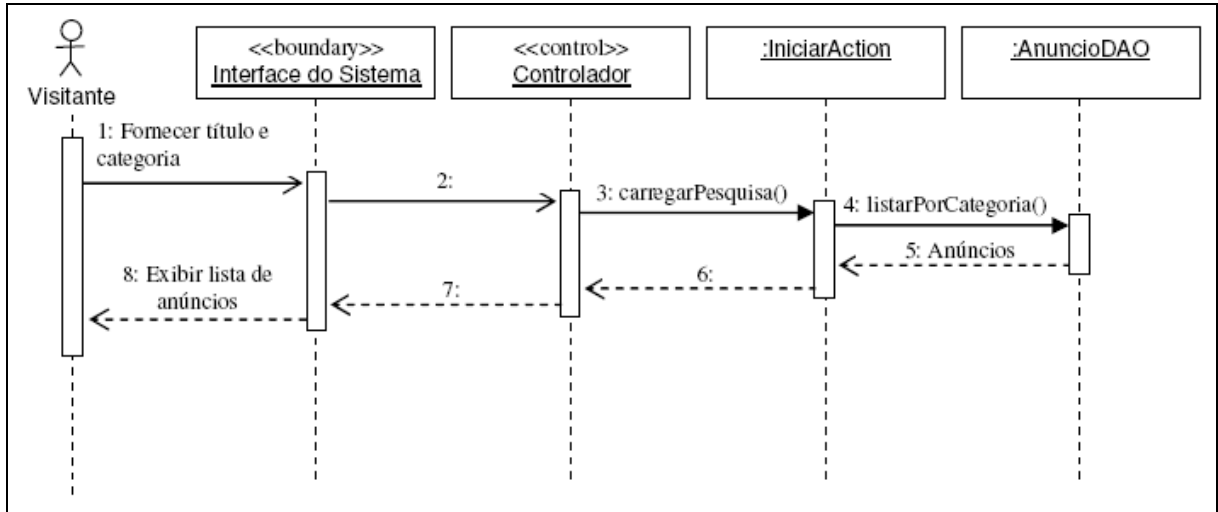 <<boundary>>
Interface do Sistema
<<control>>
Controlador
:IniciarAction
:AnuncioDAO
Visitante
1: Fornecer título e
categoria
2:
3: carregarPesquisa()
4: listarPorCategoria()
5: Anúncios
6:
7:
8: Exibir lista de
anúncios